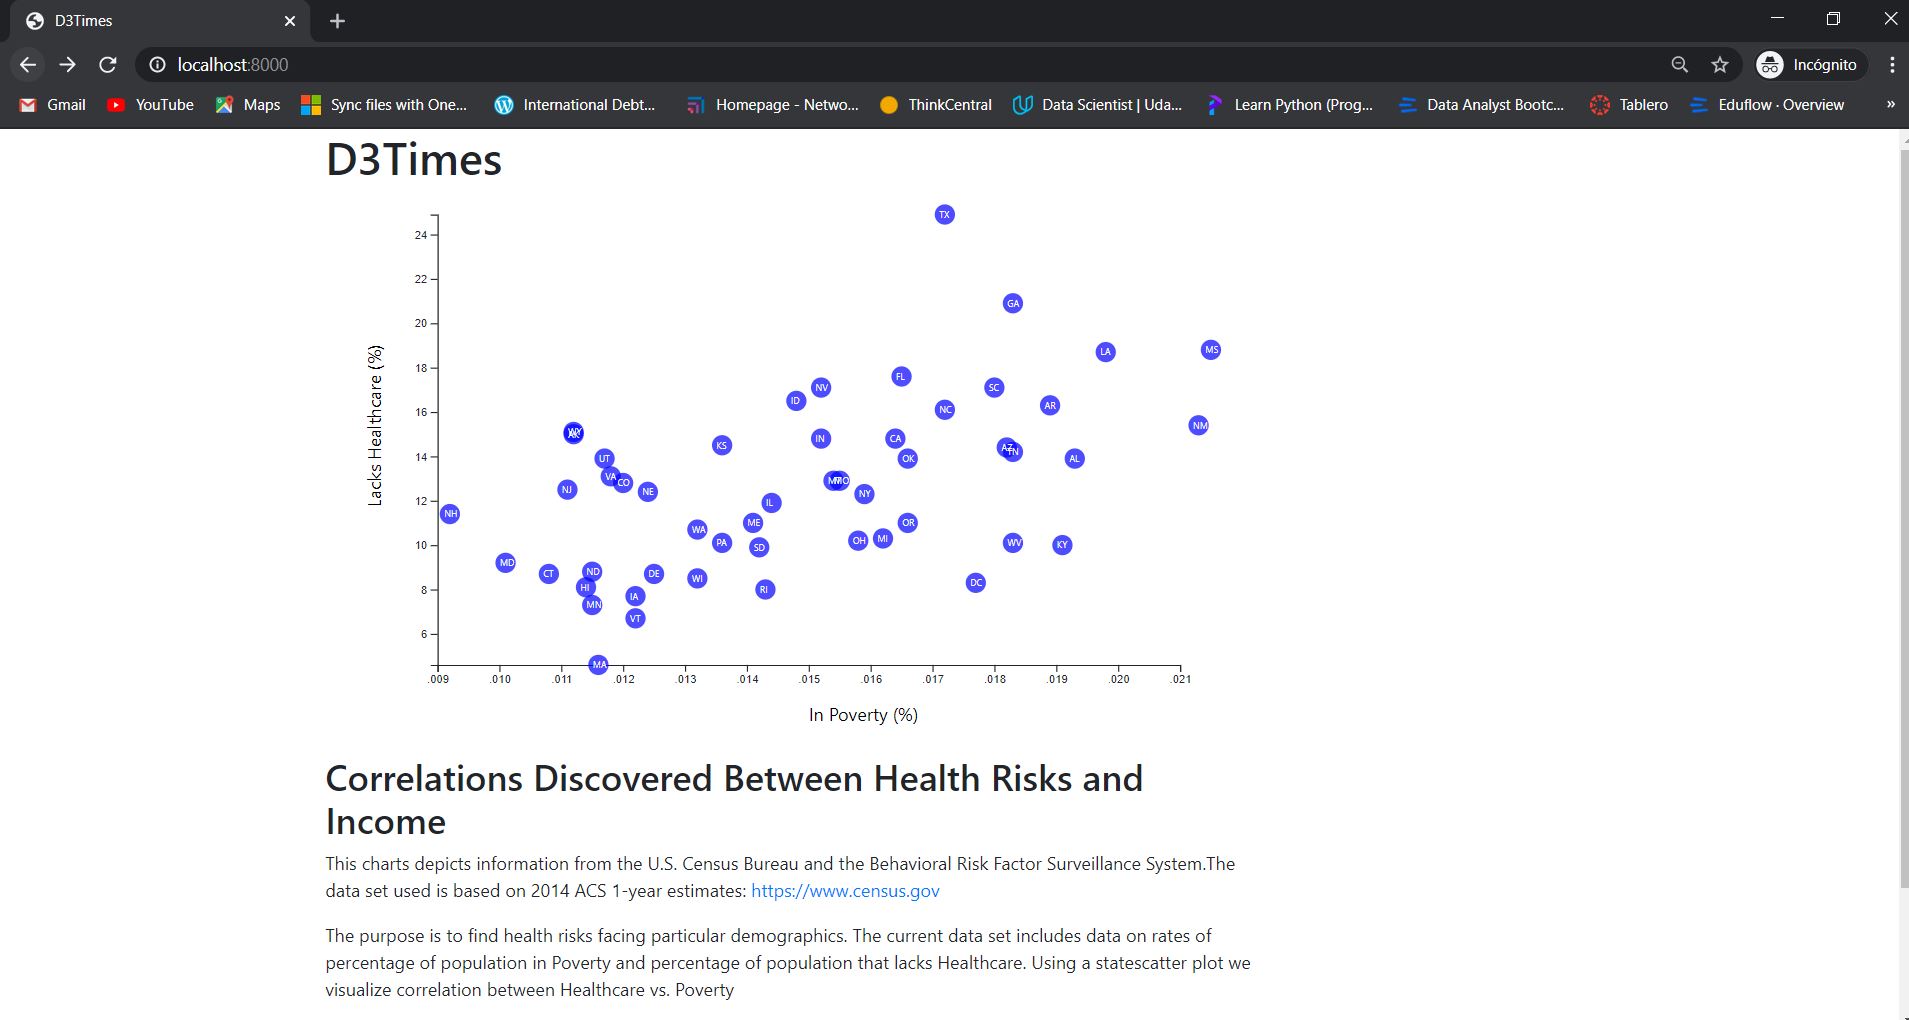 D3Times
localhost:8000
Incógnito
Gmail
YouTube
Maps
Sync files with One...
International Debt...
Homepage - Netwo...
ThinkCentral
Data Scientist | Uda...
Learn Python (Prog...
Data Analyst Bootc...
Tablero
Eduflow · Overview
»
D3Times
TX
24
22
GA
20
LA
MS
18
FL
NV
SC
ID
NC
AR
16
NM
WY
AK
KS
IN
CA
AZ
TN
14
UT
OK
AL
VA
CO
MO
NJ
NE
NY
12
IL
NH
ME
OR
WA
PA
SD
OH
MI
WV
KY
10
MD
CT
ND
DE
WI
DC
8
HI
RI
IA
MN
VT
6
MA
Lacks Healthcare (%)
.009
.010
.011
.012
.013
.014
.015
.016
.017
.018
.019
.020
.021
In Poverty (%)
Correlations Discovered Between Health Risks and
Income
This charts depicts information from the U.S. Census Bureau and the Behavioral Risk Factor Surveillance System.The
data set used is based on 2014 ACS 1-year estimates: https://www.census.gov
The purpose is to find health risks facing particular demographics. The current data set includes data on rates of
percentage of population in Poverty and percentage of population that lacks Healthcare. Using a statescatter plot we
visualize correlation between Healthcare vs. Poverty